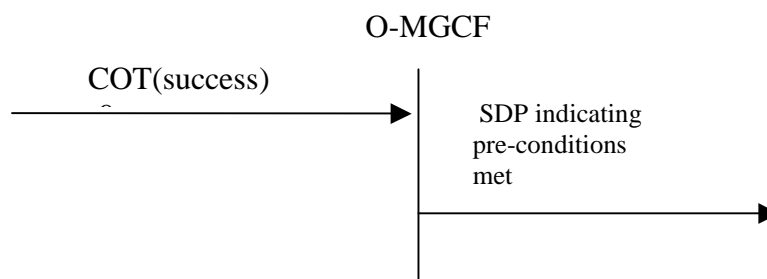 O-MGCF
COT(success)
SDP indicating
pre-conditions
met